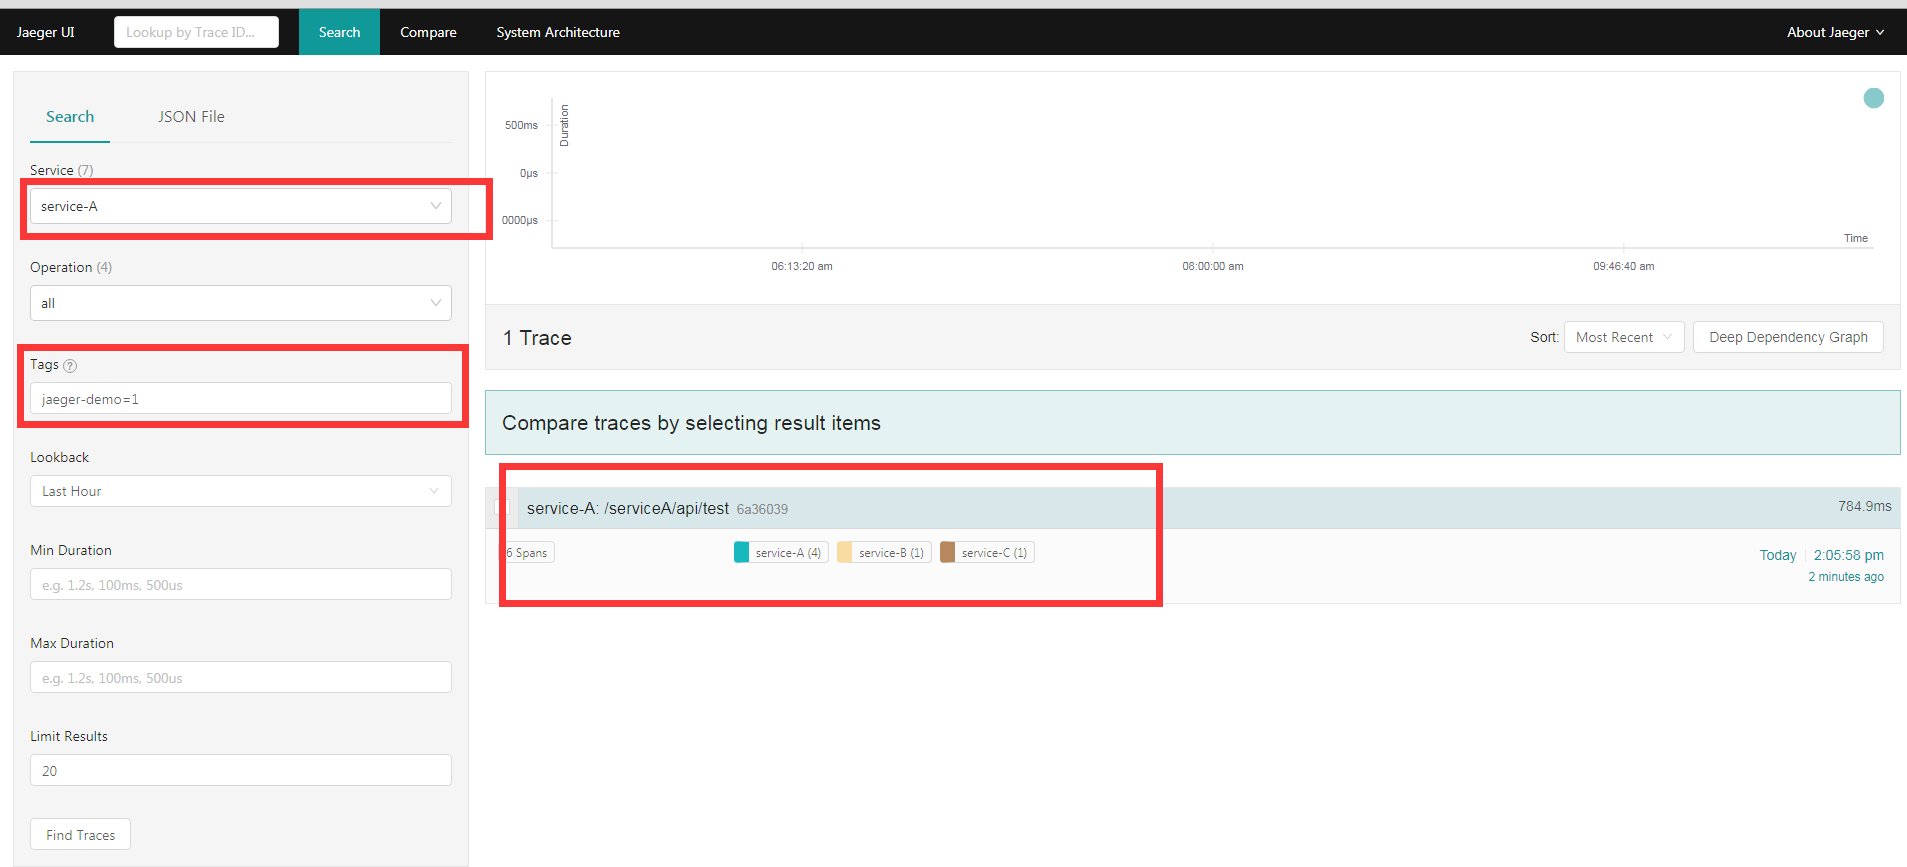 Jaeger UI
Lookup by Trace ID...
Search
Compare
System Architecture
About Jaeger
Search
JSON File
Service (7)
service-A
Operation (4)
all
Tags ?
jaeger-demo=1
Lookback
Last Hour
Min Duration
e.g. 1.2s, 100ms, 500us
Max Duration
e.g. 1.2s, 100ms, 500us
Limit Results
20
Find Traces
Duration
500ms
0μs
0000μs
Time
06:13:20 am
08:00:00 am
09:46:40 am
1 Trace
Sort:
Most Recent
Deep Dependency Graph
Compare traces by selecting result items
service-A: /serviceA/api/test 6a36039
784.9ms
6 Spans
service-A (4)
service-B (1)
service-C (1)
Today
2:05:58 pm
2 minutes ago